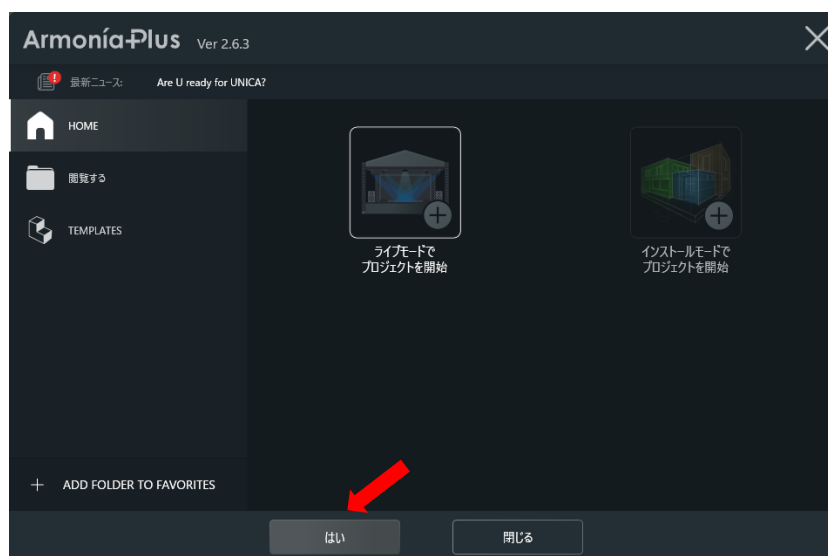 Armonía Plus Ver 2.6.3
最新ニュース: Are U ready for UNICA?
HOME
閲覧する
TEMPLATES
ライブモードで
プロジェクトを開始
インストールモードで
プロジェクトを開始
ADD FOLDER TO FAVORITES
はい
閉じる